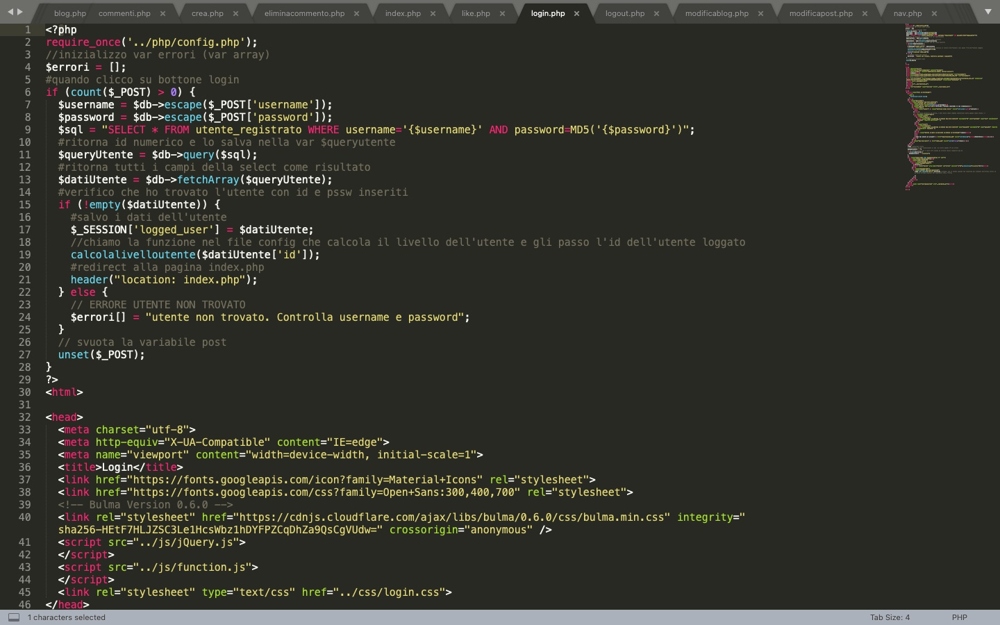 blog.php commenti.php × crea.php × eliminacommento.php × index.php × like.php × login.php × logout.php × modificablog.php × modificapost.php × nav.php ×
1 <?php
2 require_once('../php/config.php');
3 //inizializzo var errori (var array)
4 $errori = [];
5 #quando clicco su bottone login
6 if (count($_POST) > 0) {
7 $username = $db->escape($_POST['username']);
8 $password = $db->escape($_POST['password']);
9 $sql = "SELECT * FROM utente_registrato WHERE username='{$username}' AND password=MD5('{$password}')";
10 #ritorna id numerico e lo salva nella var $queryutente
11 $queryUtente = $db->query($sql);
12 #ritorna tutti i campi della select come risultato
13 $datiUtente = $db->fetchArray($queryUtente);
14 #verifico che ho trovato l'utente con id e pssw inseriti
15 if (!empty($datiUtente)) {
16 #salvo i dati dell'utente
17 $_SESSION['logged_user'] = $datiUtente;
18 //chiamo la funzione nel file config che calcola il livello dell'utente e gli passo l'id dell'utente loggato
19 calcolalivelloutente($datiUtente['id']);
20 #redirect alla pagina index.php
21 header("location: index.php");
22 } else {
23 // ERRORE UTENTE NON TROVATO
24 $errori[] = "utente non trovato. Controlla username e password";
25 }
26 // svuota la variabile post
27 unset($_POST);
28 }
29 ?>
30 <html>
31
32 <head>
33 <meta charset="utf-8">
34 <meta http-equiv="X-UA-Compatible" content="IE=edge">
35 <meta name="viewport" content="width=device-width, initial-scale=1">
36 <title>Login</title>
37 <link href="https://fonts.googleapis.com/icon?family=Material+Icons" rel="stylesheet">
38 <link href="https://fonts.googleapis.com/css?family=Open+Sans:300,400,700" rel="stylesheet">
39 <!-- Bulma Version 0.6.0 -->
40 <link rel="stylesheet" href="https://cdnjs.cloudflare.com/ajax/libs/bulma/0.6.0/css/bulma.min.css" integrity="
sha256-HEtF7HLJZSC3Le1HcsWbz1hDYFPZCqDhZa9QsCgVUdw=" crossorigin="anonymous" />
41 <script src="../js/jQuery.js">
42 </script>
43 <script src="../js/function.js">
44 </script>
45 <link rel="stylesheet" type="text/css" href="../css/login.css">
46 </head>
1 characters selected Tab Size: 4 PHP